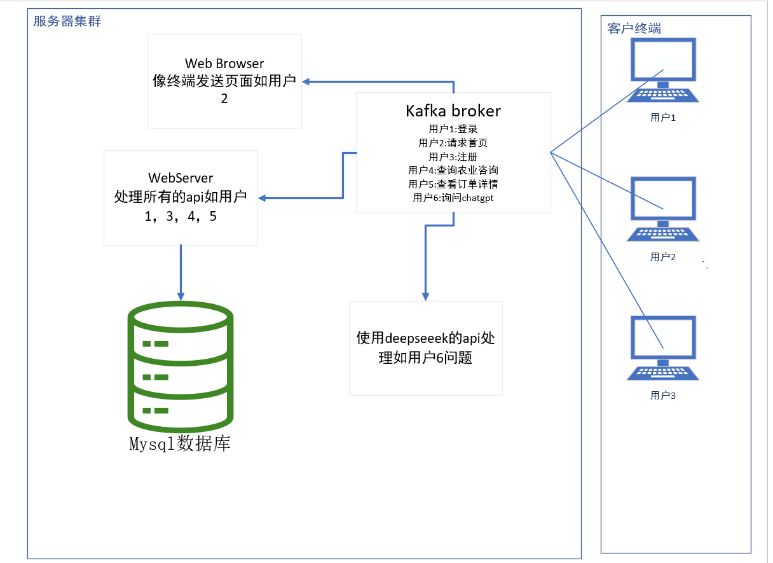 服务器集群
Web Browser
像终端发送页面如用户
2
WebServer
处理所有的api如用户
1，3，4，5
Mysql数据库
Kafka broker
用户1:登录
用户2:请求首页
用户3:注册
用户4:查询农业咨询
用户5:查看订单详情
用户6:询问chatgpt
使用deepseeek的api处
理如用户6问题
客户终端
用户1
用户2
用户3